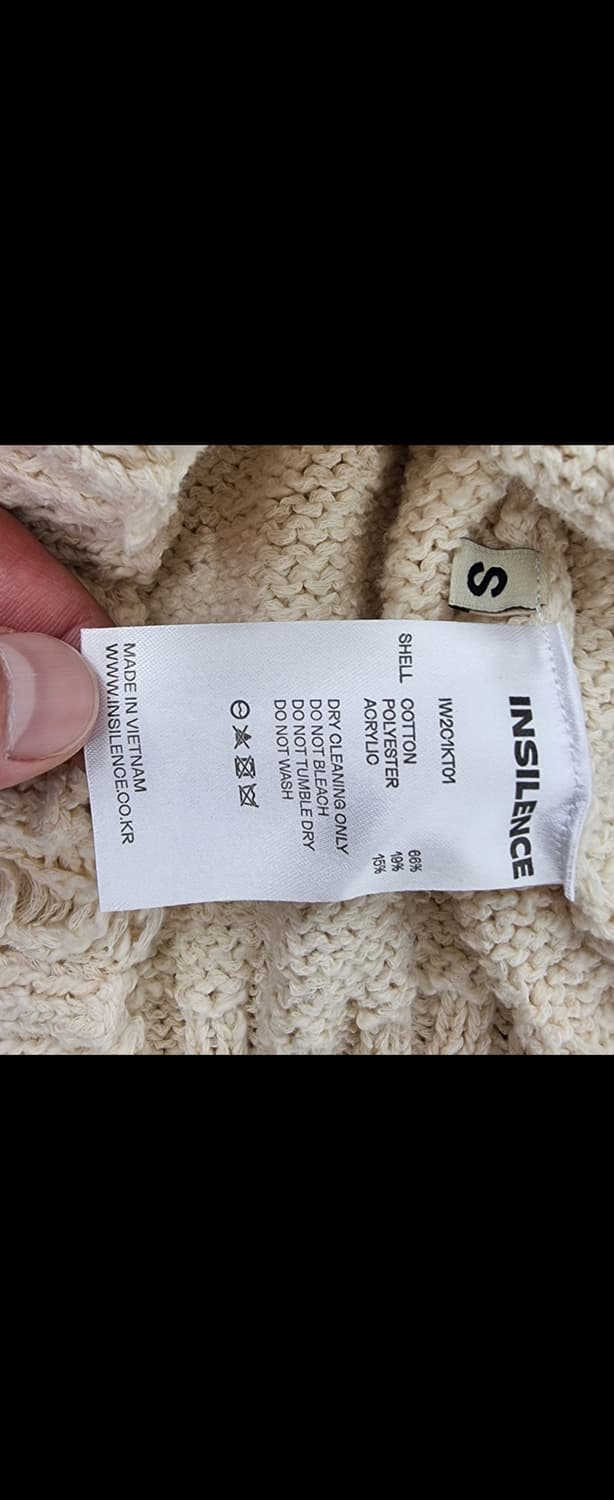 S
INSILENCE
IW2C1KT01
SHELL COTTON 66%
POLYESTER 19%
ACRYLIC 15%
DRY CLEANING ONLY
DO NOT BLEACH
DO NOT TUMBLE DRY
DO NOT WASH
MADE IN VIETNAM
WWW.INSILENCE.CO.KR